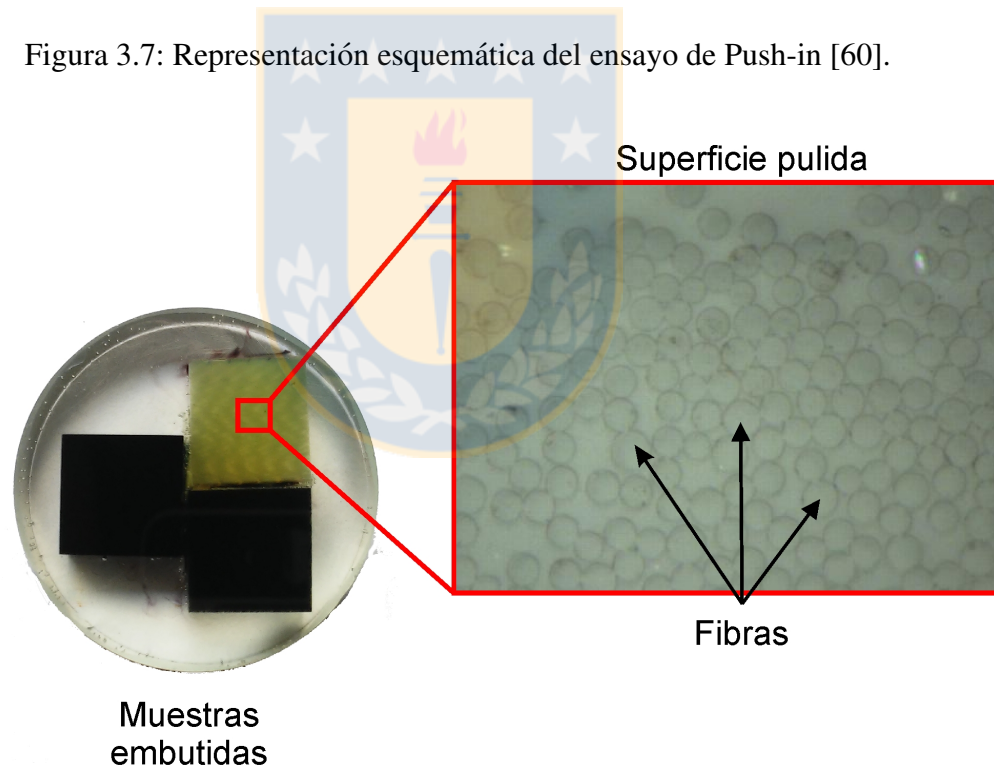 Figura 3.7: Representación esquemática del ensayo de Push-in [60].
Superficie pulida
Fibras
Muestras
embutidas